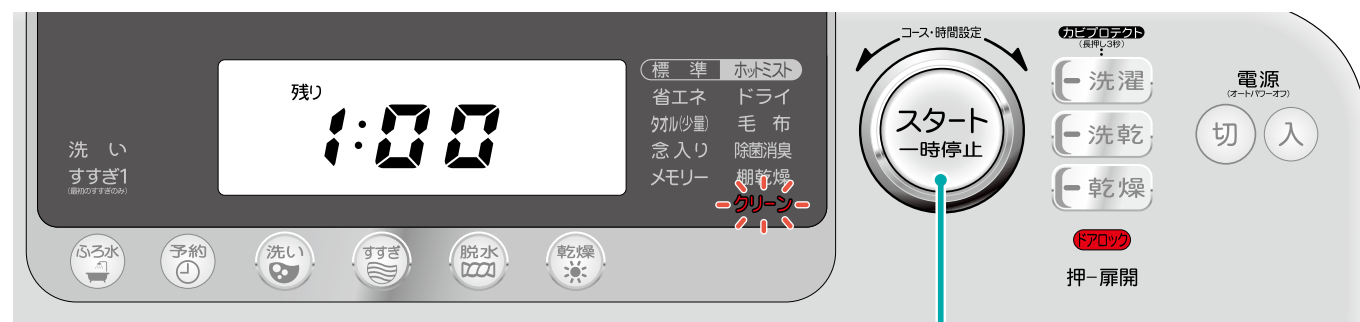 洗い
すすぎ1
(最初のすすぎのみ)
残り
1:00
標準 ホットミスト
省エネ ドライ
タオル(少量) 毛布
念入り 除菌消臭
メモリー 棚乾燥
クリーン
ふろ水
予約
洗い
すすぎ
脱水
乾燥
コース・時間設定
スタート
一時停止
カビプロテクト
(長押し3秒)
洗濯
洗乾
乾燥
ドアロック
押-扉開
電源
(オートパワーオフ)
切 入